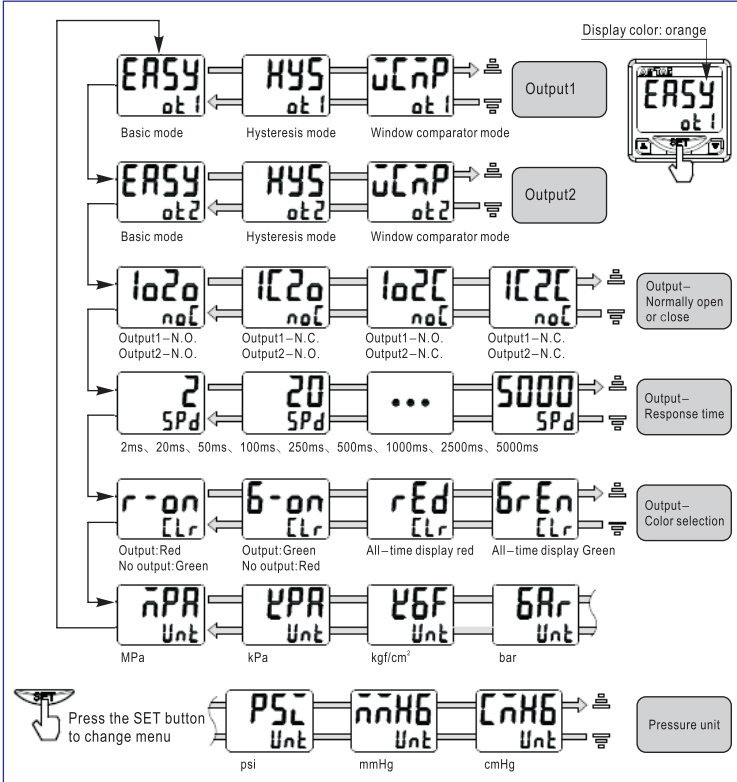 Display color: orange
EASY
ot1
HYS
ot1
wCmP
ot1
Output1
Basic mode
Hysteresis mode
Window comparator mode
EASY
ot1
SET
EASY
ot2
HYS
ot2
wCmP
ot2
Output2
Basic mode
Hysteresis mode
Window comparator mode
1o2o
noC
1C2o
noC
1o2C
noC
1C2C
noC
Output–
Normally open
or close
Output1–N.O.
Output2–N.O.
Output1–N.C.
Output2–N.O.
Output1–N.O.
Output2–N.C.
Output1–N.C.
Output2–N.C.
2
SPd
20
SPd
•••
5000
SPd
Output–
Response time
2ms、20ms、50ms、100ms、250ms、500ms、1000ms、2500ms、5000ms
r-on
CLr
G-on
CLr
rEd
CLr
GrEn
CLr
Output–
Color selection
Output:Red
No output:Green
Output:Green
No output:Red
All–time display red
All–time display Green
mPA
Unt
kPA
Unt
kGF
Unt
bAr
Unt
MPa
kPa
kgf/cm²
bar
SET
Press the SET button
to change menu
PSi
Unt
mmHG
Unt
CmHG
Unt
Pressure unit
psi
mmHg
cmHg